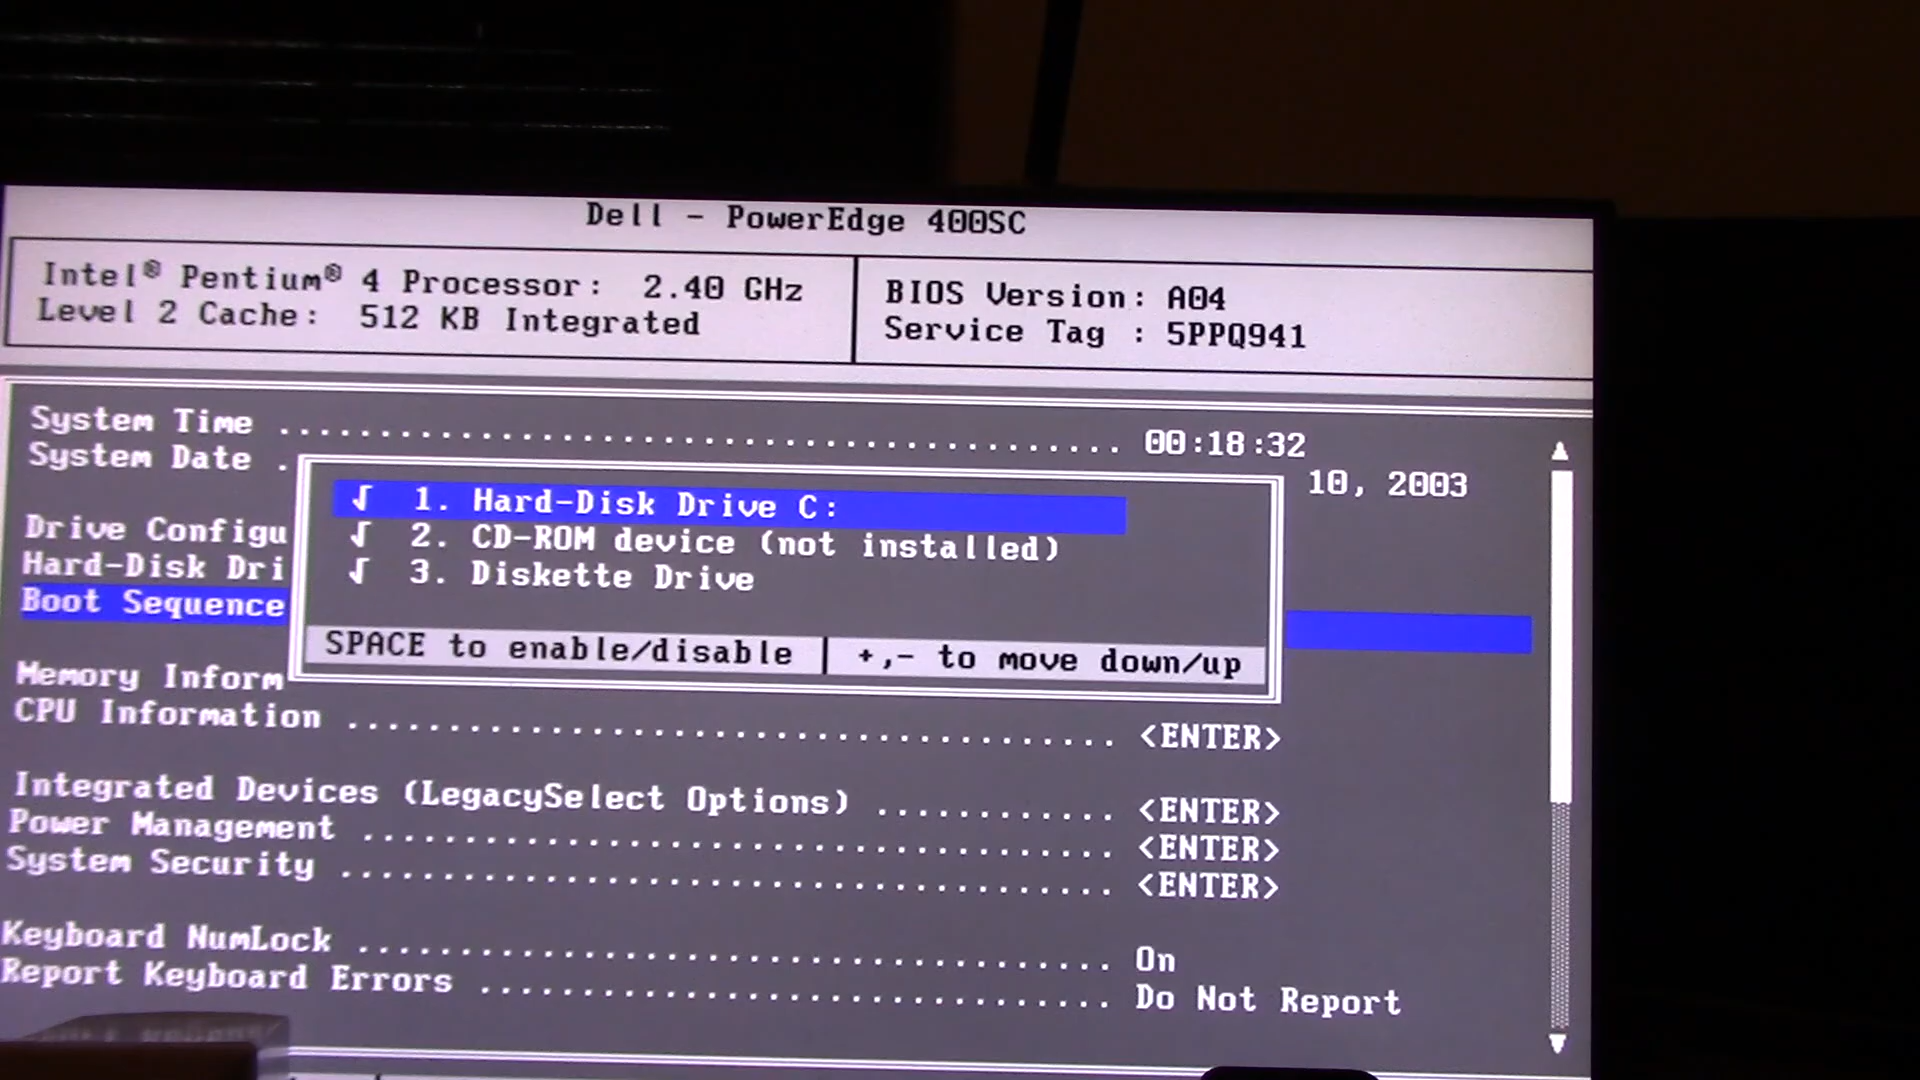 Dell - PowerEdge 400SC
Intel® Pentium® 4 Processor: 2.40 GHz
Level 2 Cache: 512 KB Integrated
BIOS Version: A04
Service Tag : 5PPQ941
System Time ........................................... 00:18:32
System Date . 10, 2003
√ 1. Hard-Disk Drive C:
√ 2. CD-ROM device (not installed)
√ 3. Diskette Drive
SPACE to enable/disable | +,- to move down/up
Drive Configu
Hard-Disk Dri
Boot Sequence
Memory Inform
CPU Information ....................................... <ENTER>
Integrated Devices (LegacySelect Options) ............ <ENTER>
Power Management ...................................... <ENTER>
System Security ....................................... <ENTER>
Keyboard NumLock ...................................... On
Report Keyboard Errors ................................ Do Not Report